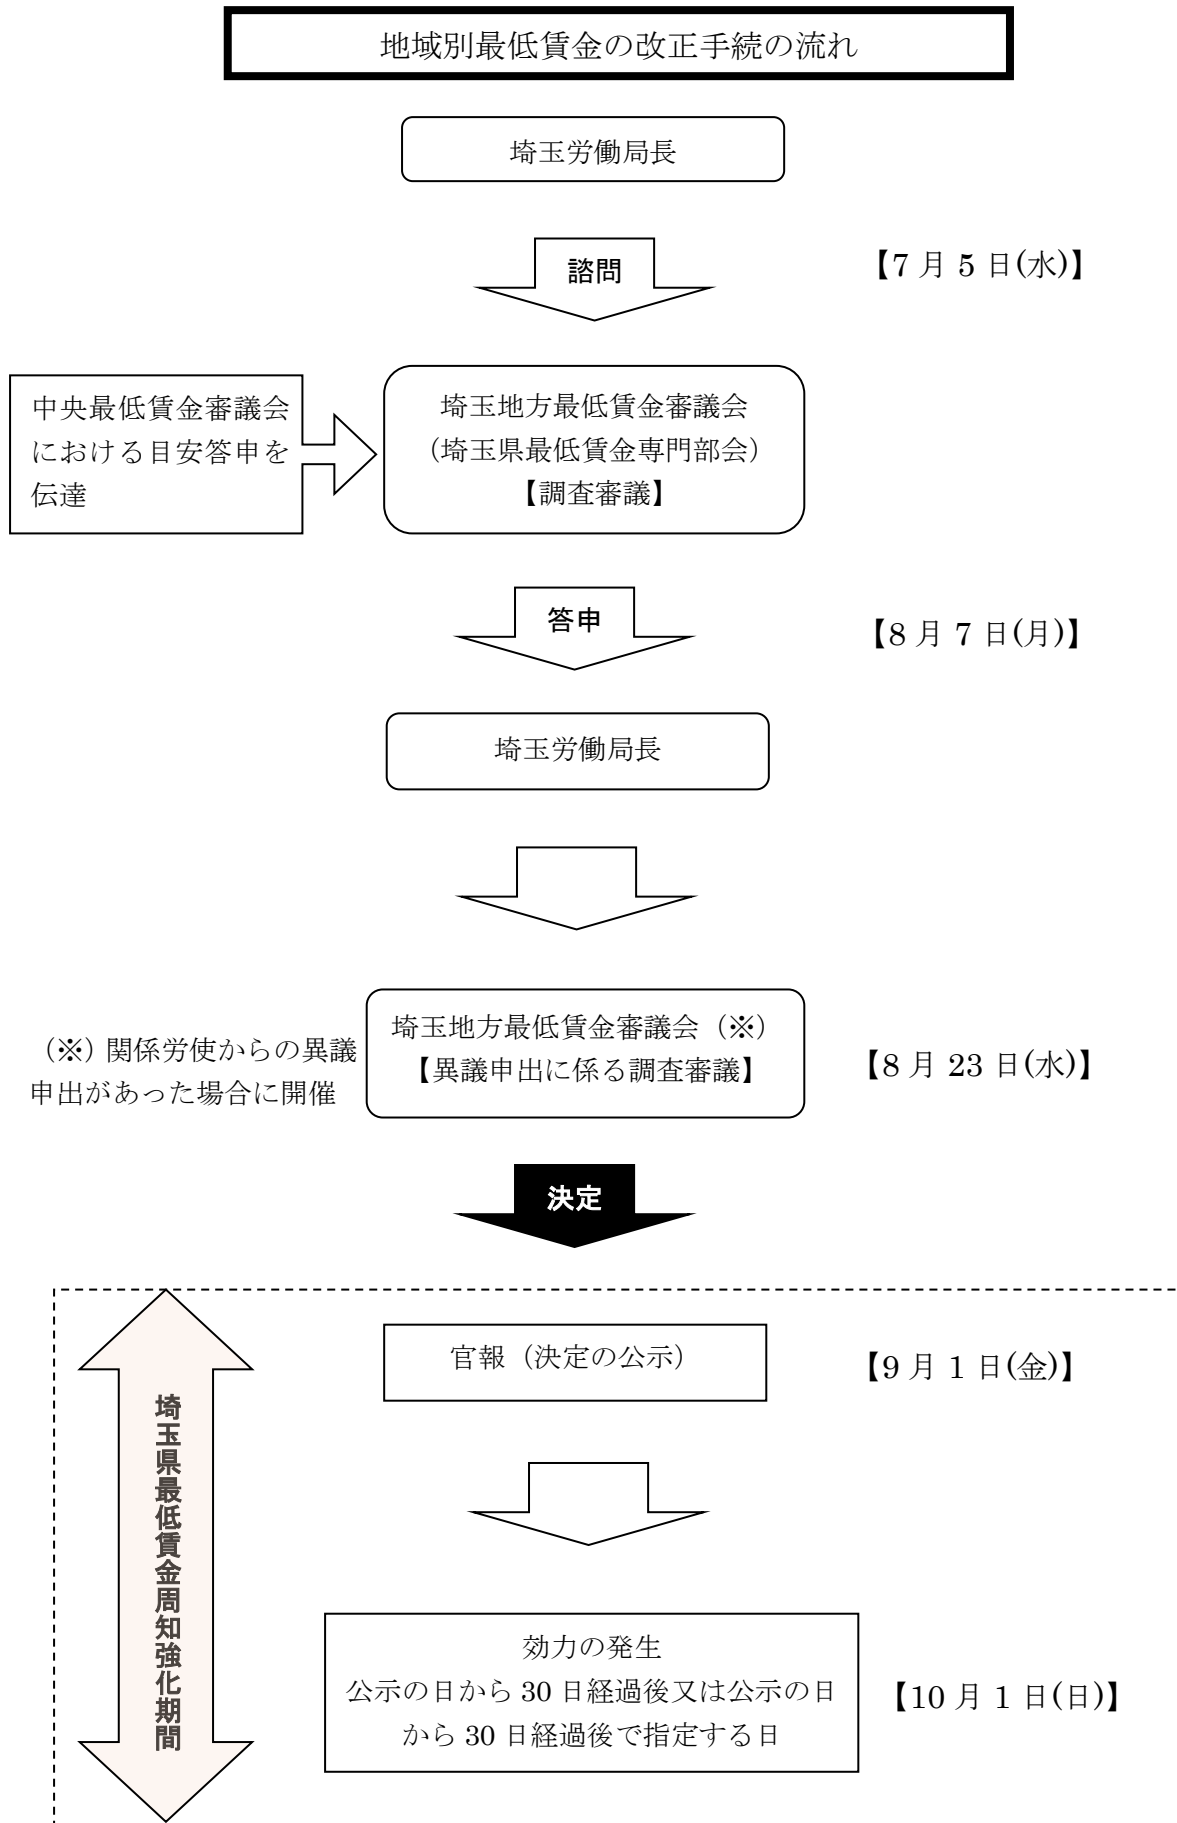 地域別最低賃金の改正手続の流れ
埼玉労働局長
諮問
【7 月 5 日(水)】
中央最低賃金審議会
における目安答申を
伝達
埼玉地方最低賃金審議会
(埼玉県最低賃金専門部会)
【調査審議】
答申
【8 月 7 日(月)】
埼玉労働局長
(※) 関係労使からの異議
申出があった場合に開催
埼玉地方最低賃金審議会(※)
【異議申出に係る調査審議】
【8 月 23 日(水)】
決定
埼玉県最低賃金周知強化期間
官報(決定の公示)
【9 月 1 日(金)】
効力の発生
公示の日から 30 日経過後又は公示の日
から 30 日経過後で指定する日
【10 月 1 日(日)】